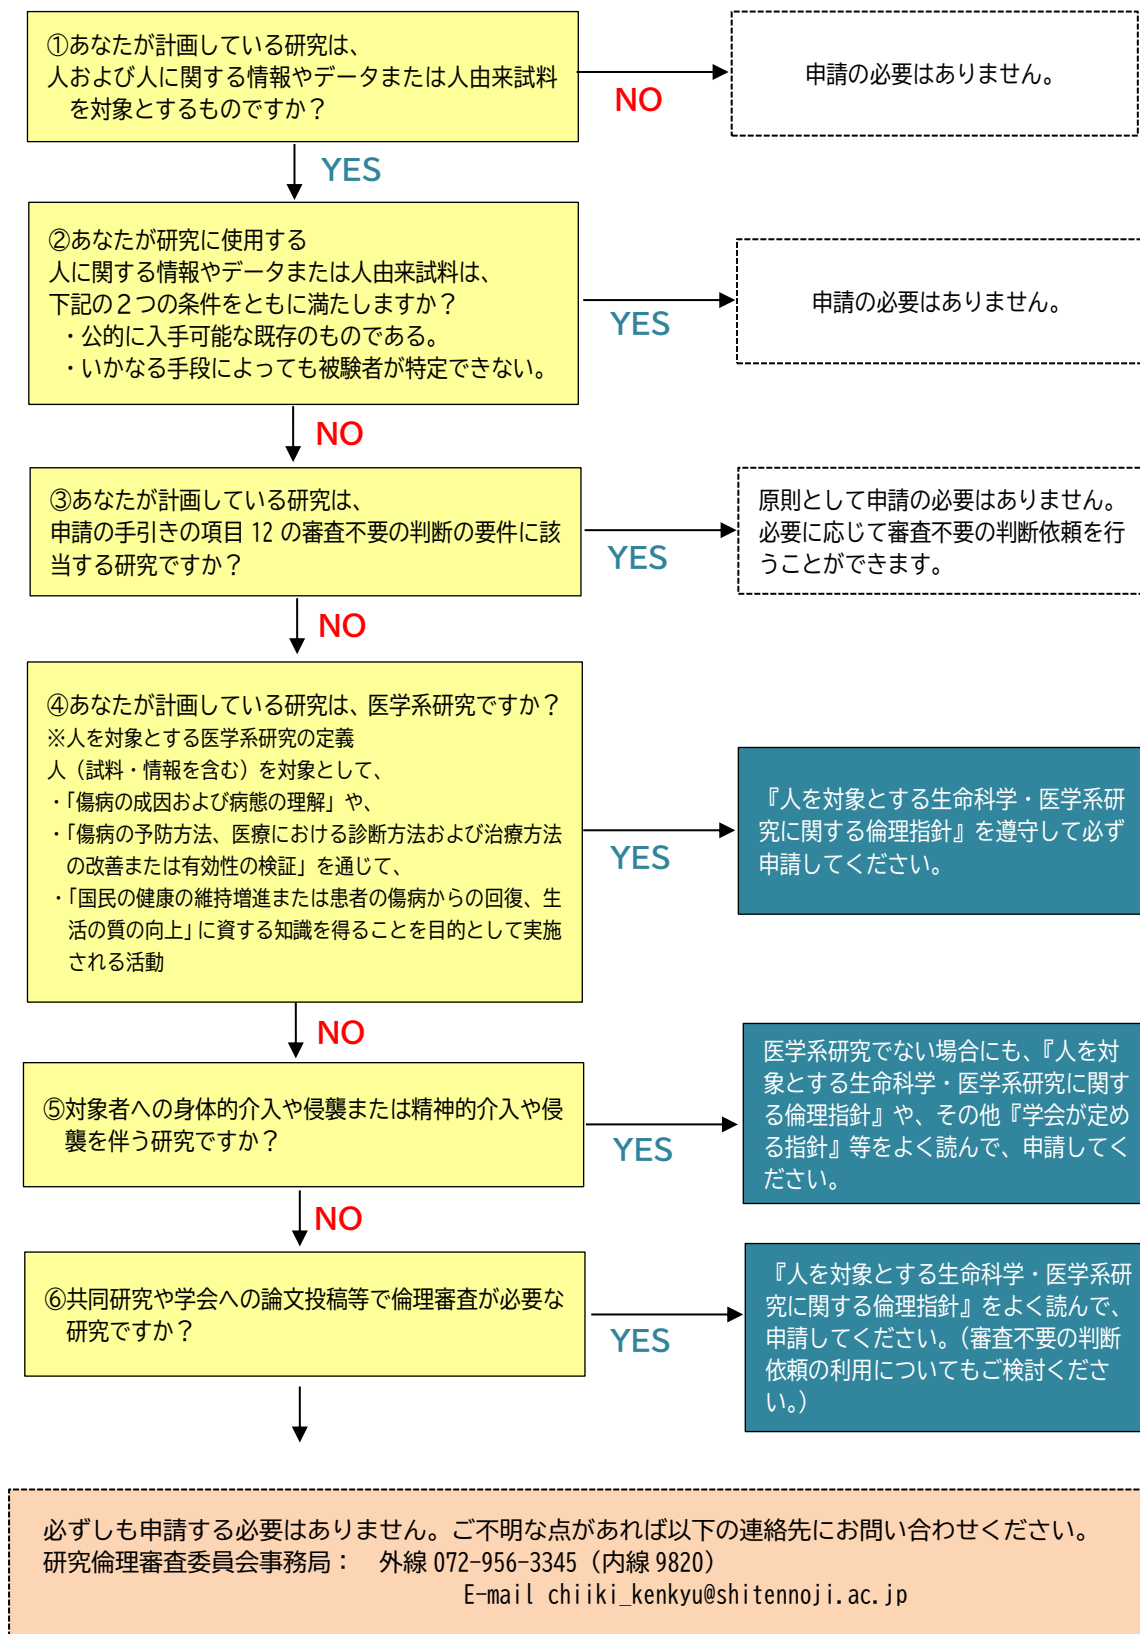 ①あなたが計画している研究は、
人および人に関する情報やデータまたは人由来試料
を対象とするものですか？
NO
申請の必要はありません。
YES
②あなたが研究に使用する
人に関する情報やデータまたは人由来試料は、
下記の２つの条件をともに満たしますか？
・公的に入手可能な既存のものである。
・いかなる手段によっても被験者が特定できない。
YES
申請の必要はありません。
NO
③あなたが計画している研究は、
申請の手引きの項目 12 の審査不要の判断の要件に該
当する研究ですか？
YES
原則として申請の必要はありません。
必要に応じて審査不要の判断依頼を行
うことができます。
NO
④あなたが計画している研究は、医学系研究ですか？
※人を対象とする医学系研究の定義
人（試料・情報を含む）を対象として、
・「傷病の成因および病態の理解」や、
・「傷病の予防方法、医療における診断方法および治療方法
の改善または有効性の検証」を通じて、
・「国民の健康の維持増進または患者の傷病からの回復、生
活の質の向上」に資する知識を得ることを目的として実施
される活動
YES
『人を対象とする生命科学・医学系研
究に関する倫理指針』を遵守して必ず
申請してください。
NO
⑤対象者への身体的介入や侵襲または精神的介入や侵
襲を伴う研究ですか？
YES
医学系研究でない場合にも、『人を対
象とする生命科学・医学系研究に関す
る倫理指針』や、その他『学会が定め
る指針』等をよく読んで、申請してく
ださい。
NO
⑥共同研究や学会への論文投稿等で倫理審査が必要な
研究ですか？
YES
『人を対象とする生命科学・医学系研
究に関する倫理指針』をよく読んで、
申請してください。（審査不要の判断
依頼の利用についてもご検討くださ
い。）
必ずしも申請する必要はありません。ご不明な点があれば以下の連絡先にお問い合わせください。
研究倫理審査委員会事務局：　外線 072-956-3345（内線 9820）
E-mail chiiki_kenkyu@shitennoji.ac.jp